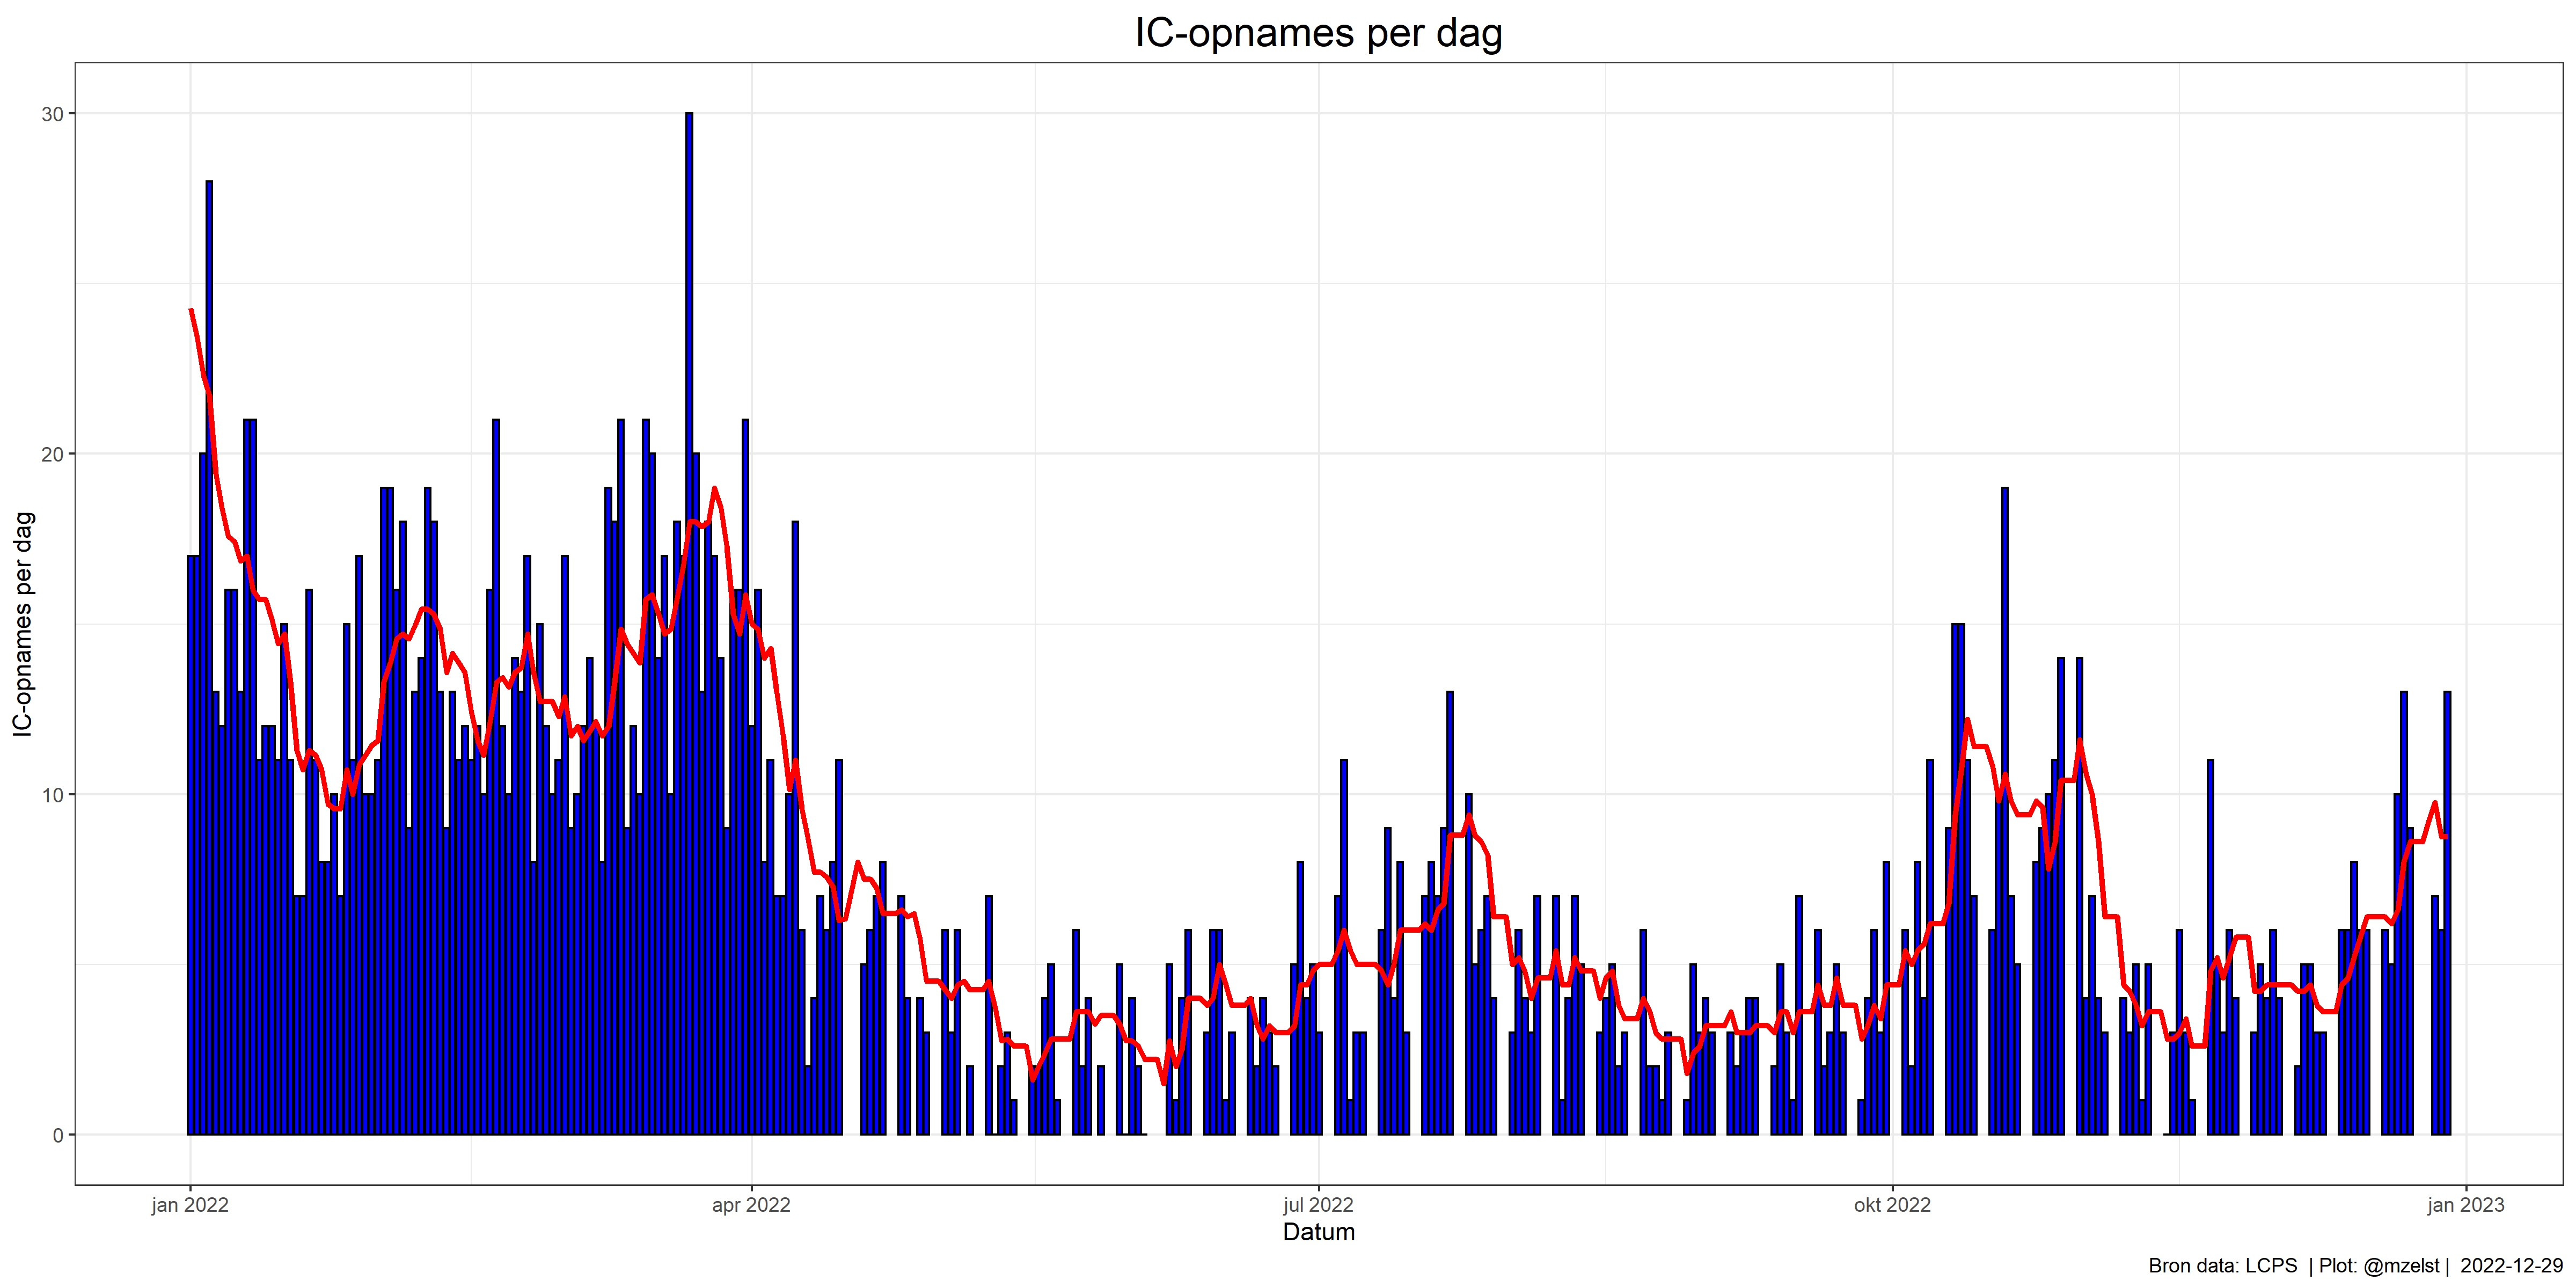 IC-opnames per dag
IC-opnames per dag
30
20
10
0
jan 2022
apr 2022
jul 2022
okt 2022
jan 2023
Datum
Bron data: LCPS | Plot: @mzelst | 2022-12-29